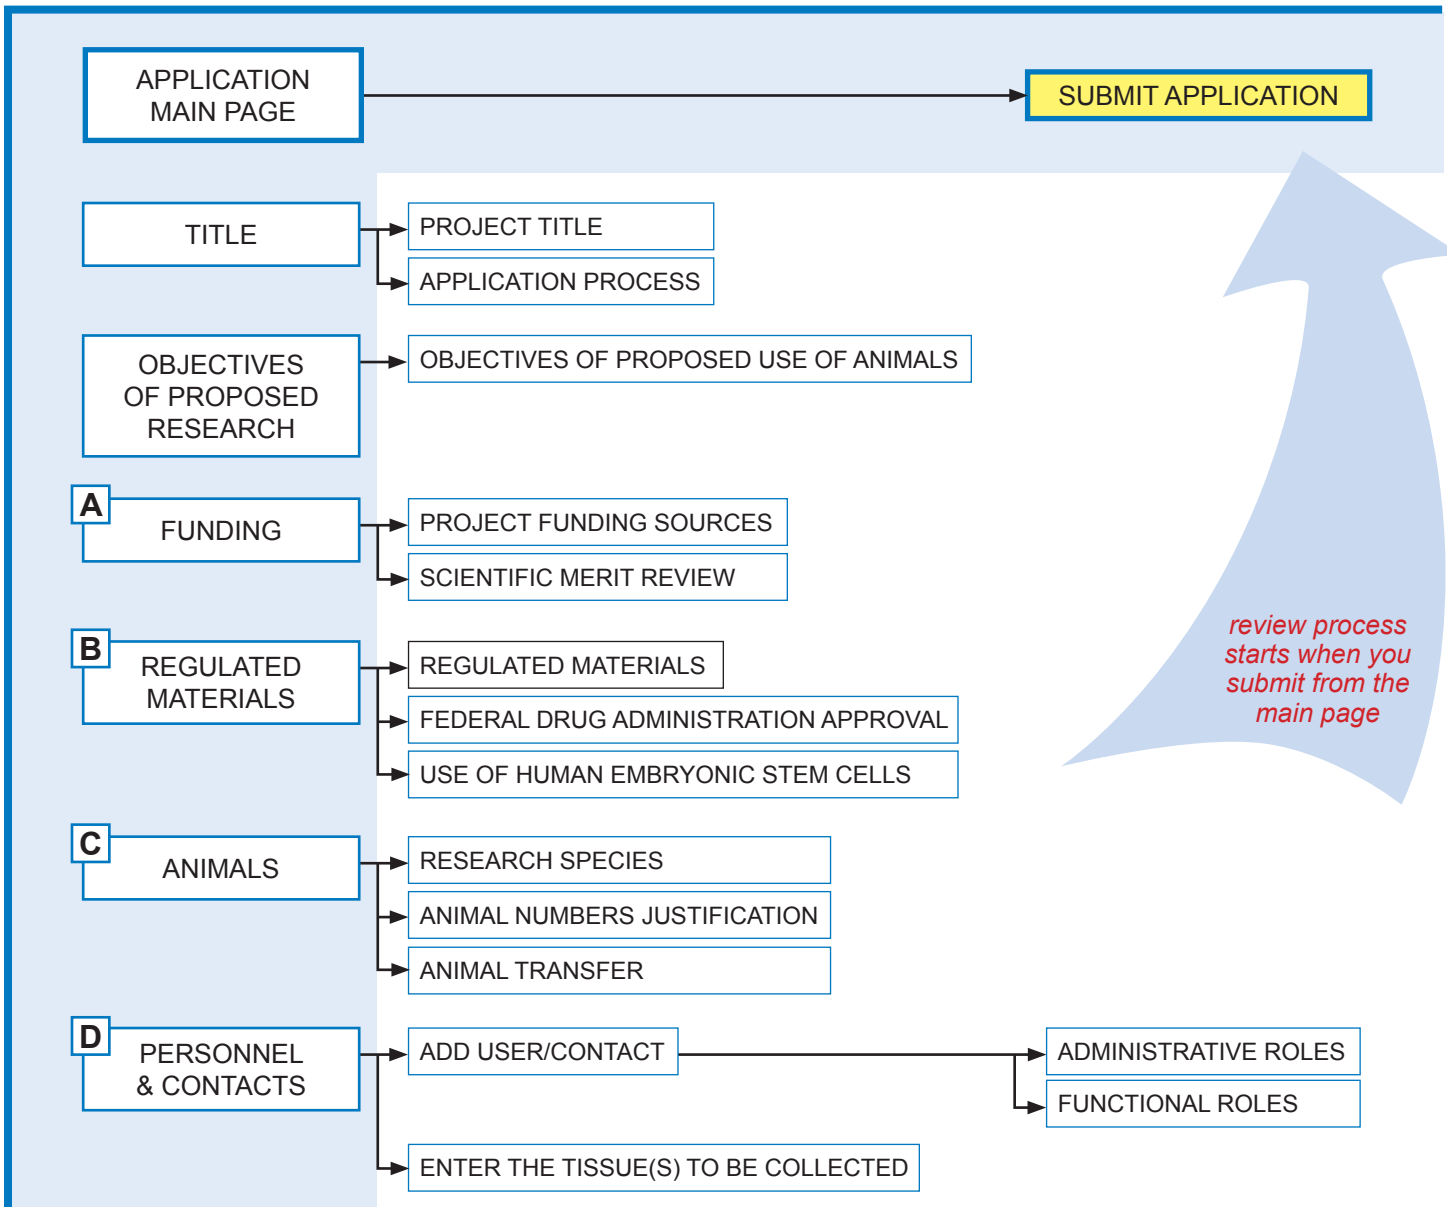 APPLICATION
MAIN PAGE
SUBMIT APPLICATION
TITLE
PROJECT TITLE
APPLICATION PROCESS
OBJECTIVES
OF PROPOSED
RESEARCH
OBJECTIVES OF PROPOSED USE OF ANIMALS
A
FUNDING
PROJECT FUNDING SOURCES
SCIENTIFIC MERIT REVIEW
review process
starts when you
submit from the
main page
B
REGULATED
MATERIALS
REGULATED MATERIALS
FEDERAL DRUG ADMINISTRATION APPROVAL
USE OF HUMAN EMBRYONIC STEM CELLS
C
ANIMALS
RESEARCH SPECIES
ANIMAL NUMBERS JUSTIFICATION
ANIMAL TRANSFER
D
PERSONNEL
& CONTACTS
ADD USER/CONTACT
ADMINISTRATIVE ROLES
FUNCTIONAL ROLES
ENTER THE TISSUE(S) TO BE COLLECTED